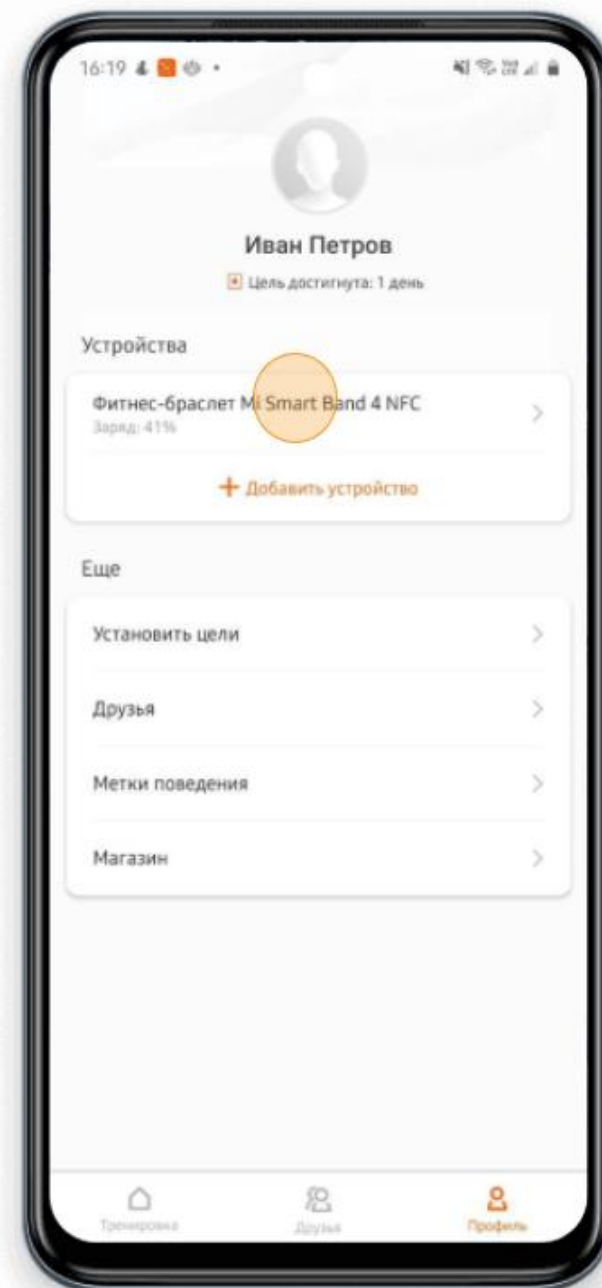 16:19
Иван Петров
Цель достигнута: 1 день
Устройства
Фитнес-браслет Mi Smart Band 4 NFC
Заряд: 41%
+ Добавить устройство
Еще
Установить цели
Друзья
Метки поведения
Магазин
Тренировка
Друзья
Профиль